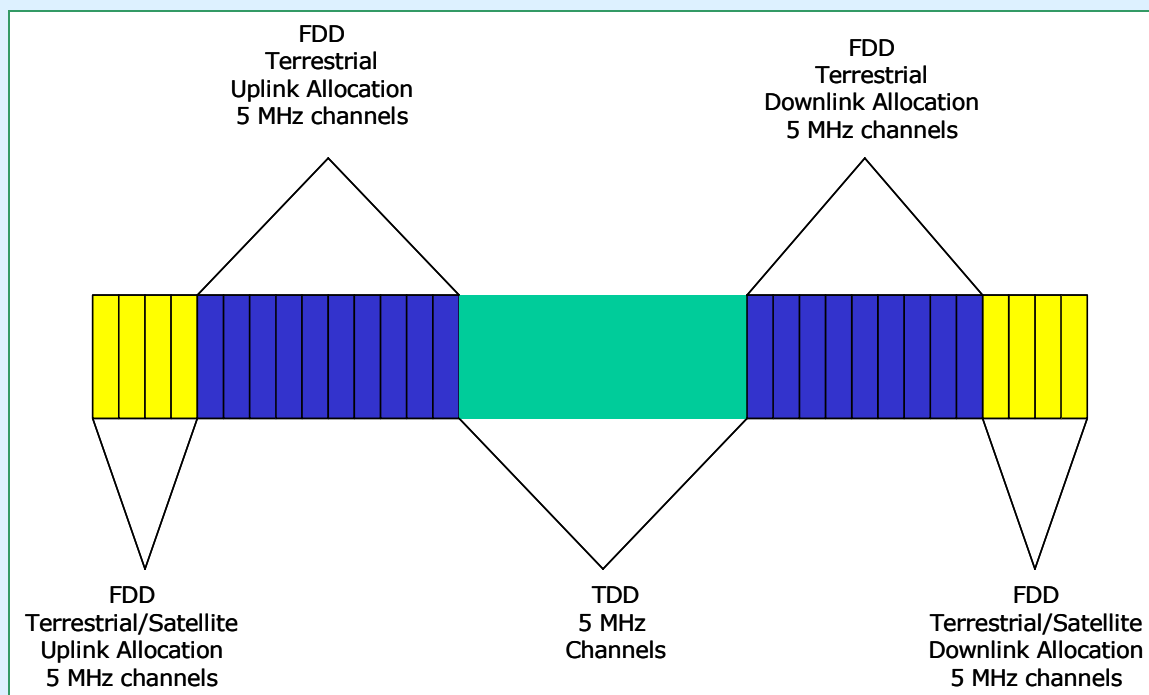 FDD
Terrestrial
Uplink Allocation
5 MHz channels
FDD
Terrestrial
Downlink Allocation
5 MHz channels
FDD
Terrestrial/Satellite
Uplink Allocation
5 MHz channels
TDD
5 MHz
Channels
FDD
Terrestrial/Satellite
Downlink Allocation
5 MHz channels